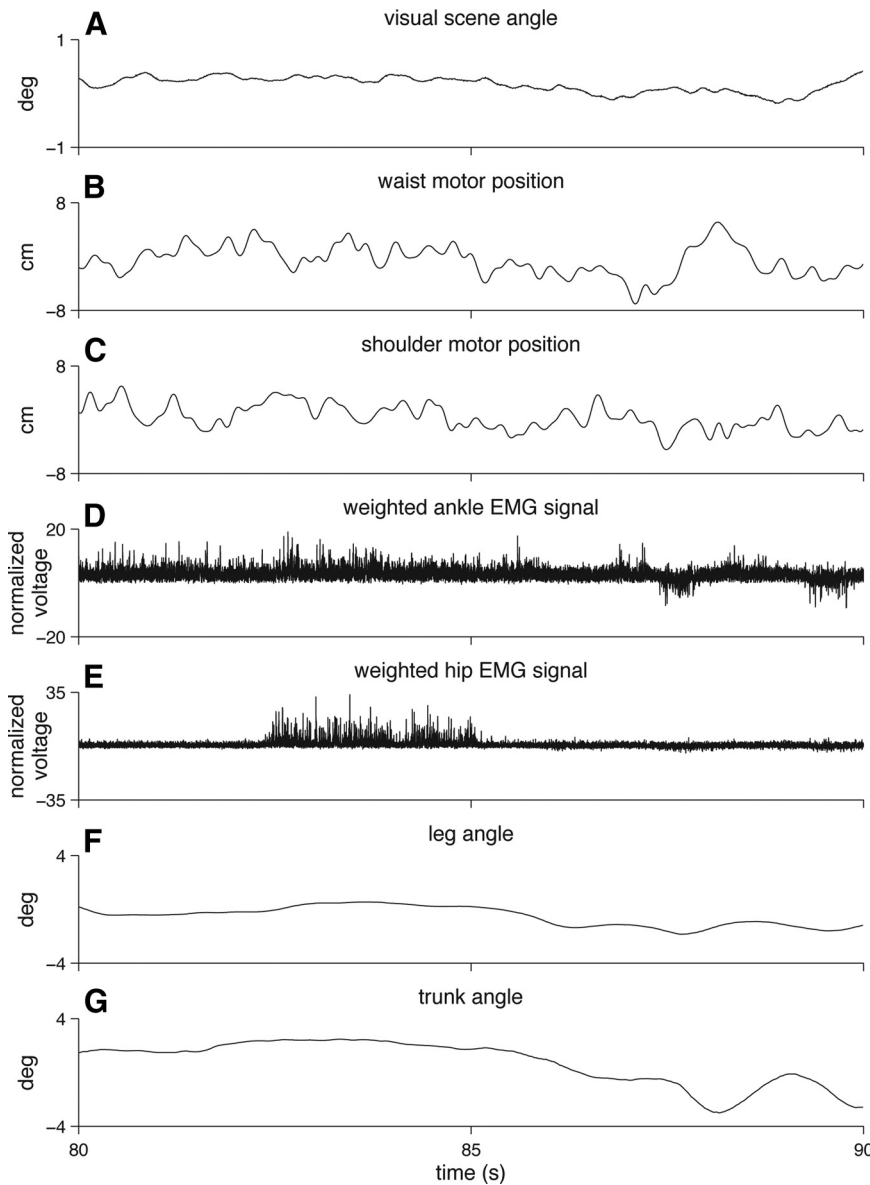 A
visual scene angle
1
deg
−1
B
waist motor position
8
cm
−8
C
shoulder motor position
8
cm
−8
D
weighted ankle EMG signal
20
normalized
voltage
−20
E
weighted hip EMG signal
35
normalized
voltage
−35
F
leg angle
4
deg
−4
G
trunk angle
4
deg
−4
80
85
90
time (s)